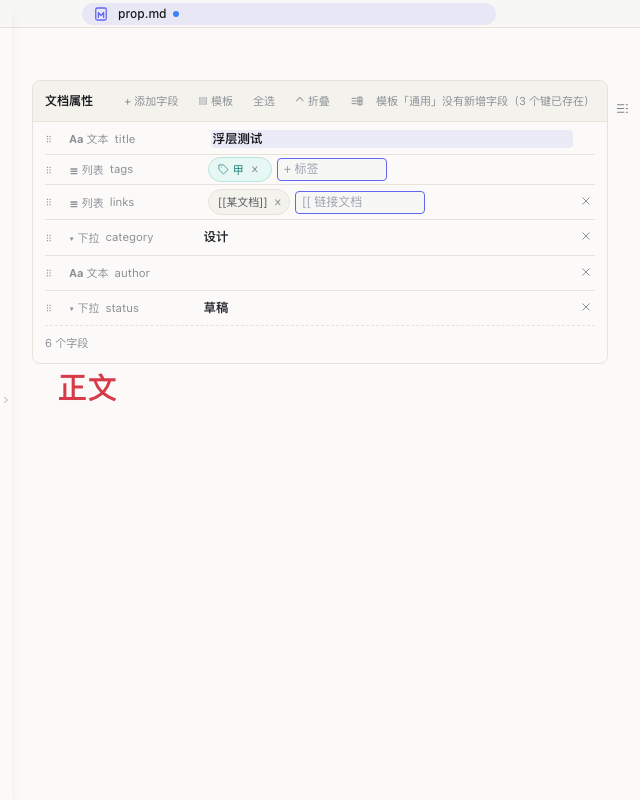 prop.md
文档属性 + 添加字段 模板 全选 折叠 模板「通用」没有新增字段（3 个键已存在）
Aa 文本 title 浮层测试
列表 tags 甲 × + 标签
列表 links [[某文档]] × [[ 链接文档 ×
下拉 category 设计 ×
Aa 文本 author ×
下拉 status 草稿 ×
6 个字段
正文